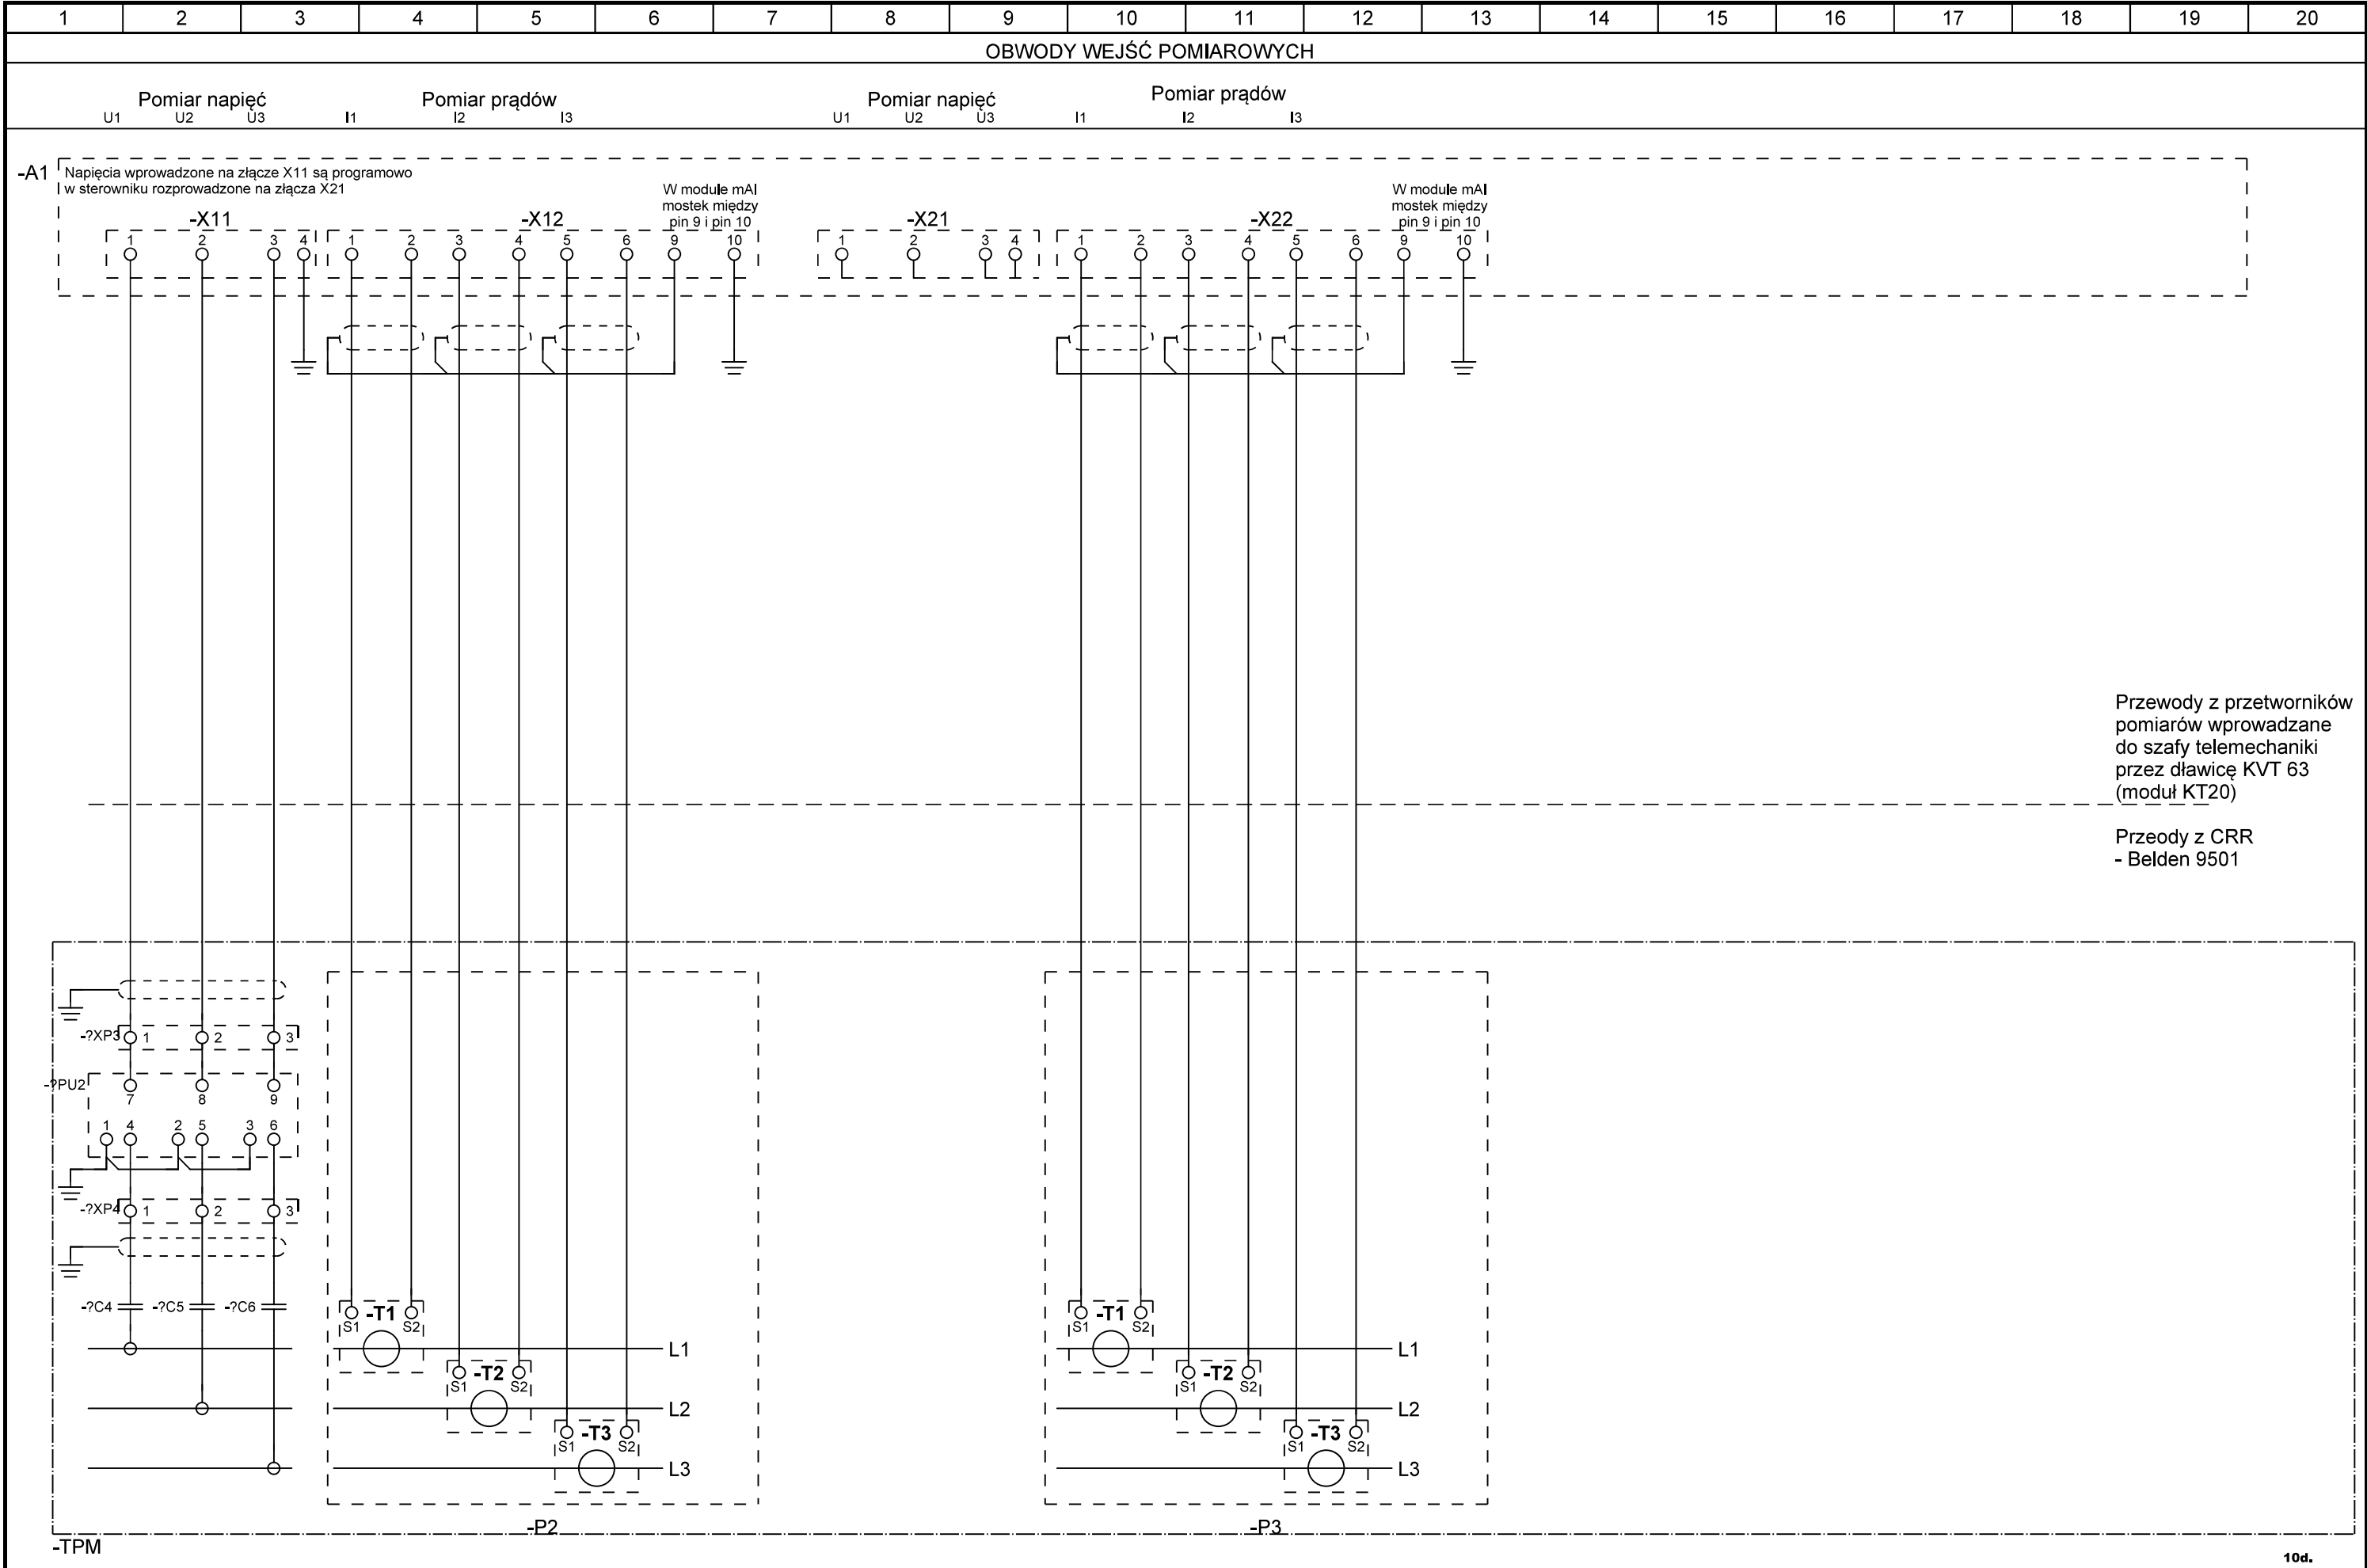 1 2 3 4 5 6 7 8 9 10 11 12 13 14 15 16 17 18 19 20
OBWODY WEJŚĆ POMIAROWYCH
Pomiar napięć Pomiar prądów Pomiar napięć Pomiar prądów
U1 U2 U3 I1 I2 I3 U1 U2 U3 I1 I2 I3
-A1
Napięcia wprowadzone na złącze X11 są programowo
w sterowniku rozprowadzone na złącza X21
W module mAI
mostek między
pin 9 i pin 10
W module mAI
mostek między
pin 9 i pin 10
-X11 -X12 -X21 -X22
1 2 3 4 1 2 3 4 5 6 9 10 1 2 3 4 1 2 3 4 5 6 9 10
Przewody z przetworników
pomiarów wprowadzane
do szafy telemechaniki
przez dławicę KVT 63
(moduł KT20)
Przeody z CRR
- Belden 9501
-?XP3 1 2 3
-?PU2
7 8 9
1 4 2 5 3 6
-?XP4 1 2 3
-?C4 -?C5 -?C6
-T1 S1 S2 -T1 S1 S2
L1 L1
-T2 S1 S2 -T2 S1 S2
L2 L2
-T3 S1 S2 -T3 S1 S2
L3 L3
-P2 -P3
-TPM
10d.